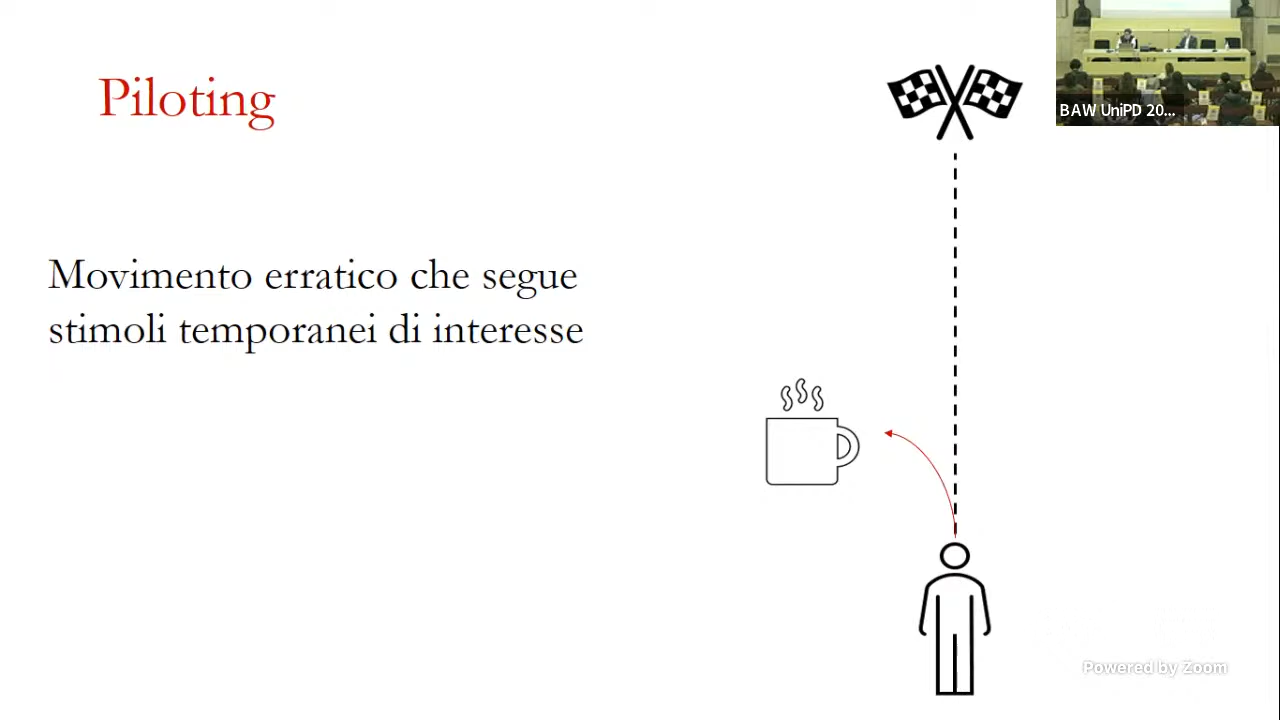 Piloting
BAW UniPD 20...
Movimento erratico che segue
stimoli temporanei di interesse
Powered by Zoom